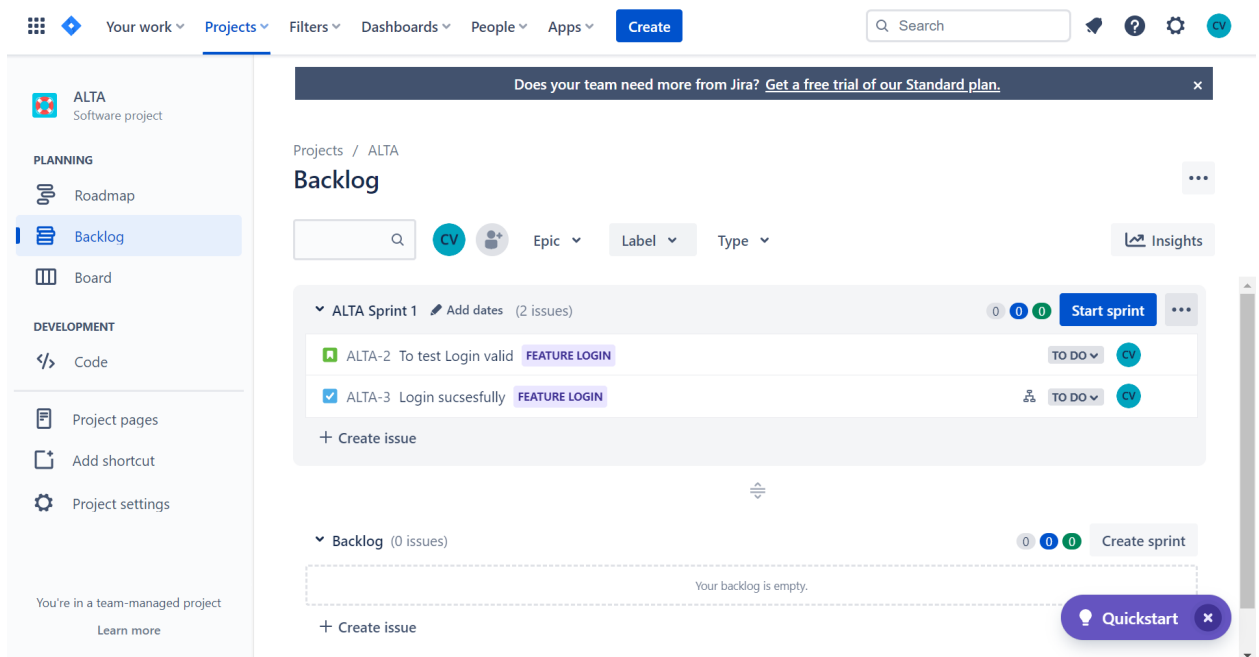 Your work Projects Filters Dashboards People Apps Create Search CV
Does your team need more from Jira? Get a free trial of our Standard plan.
ALTA
Software project
PLANNING
Roadmap
Backlog
Board
DEVELOPMENT
Code
Project pages
Add shortcut
Project settings
You're in a team-managed project
Learn more
Projects / ALTA
Backlog
CV Epic Label Type Insights
ALTA Sprint 1 Add dates (2 issues) 0 0 0 Start sprint
ALTA-2 To test Login valid FEATURE LOGIN TO DO CV
ALTA-3 Login sucsesfully FEATURE LOGIN TO DO CV
+ Create issue
Backlog (0 issues) 0 0 0 Create sprint
Your backlog is empty.
+ Create issue
Quickstart